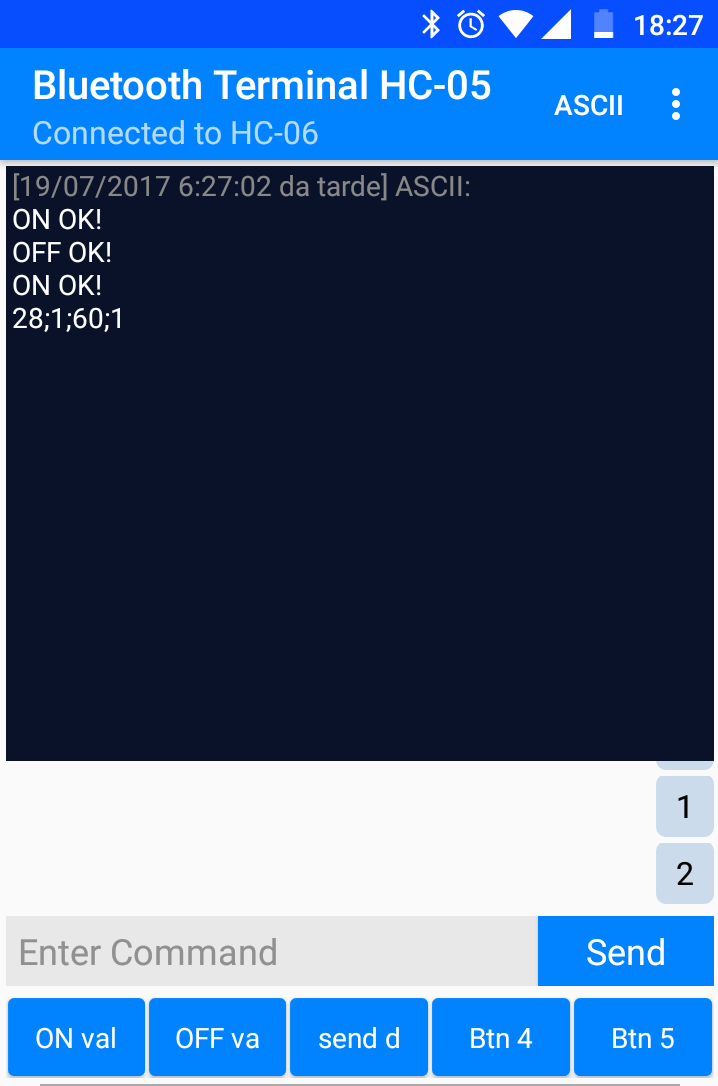 18:27
Bluetooth Terminal HC-05
ASCII
Connected to HC-06
[19/07/2017 6:27:02 da tarde] ASCII:
ON OK!
OFF OK!
ON OK!
28;1;60;1
1
2
Enter Command
Send
ON val
OFF va
send d
Btn 4
Btn 5